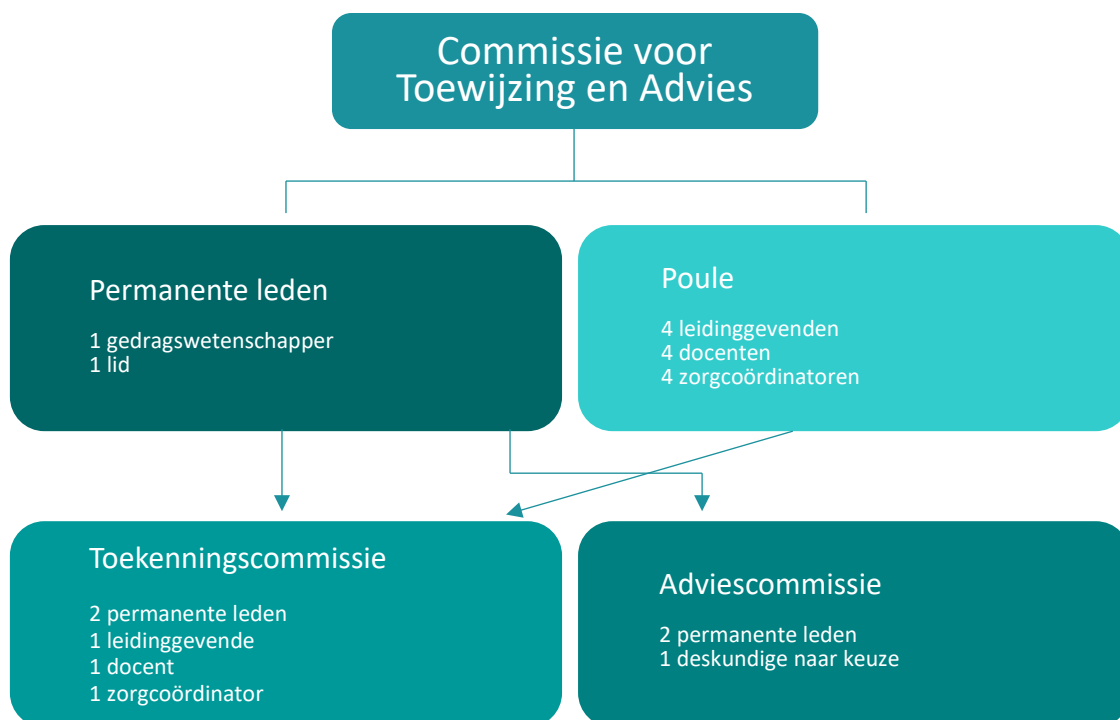 Commissie voor
Toewijzing en Advies
Permanente leden
1 gedragswetenschapper
1 lid
Poule
4 leidinggevenden
4 docenten
4 zorgcoördinatoren
Toekenningscommissie
2 permanente leden
1 leidinggevende
1 docent
1 zorgcoördinator
Adviescommissie
2 permanente leden
1 deskundige naar keuze